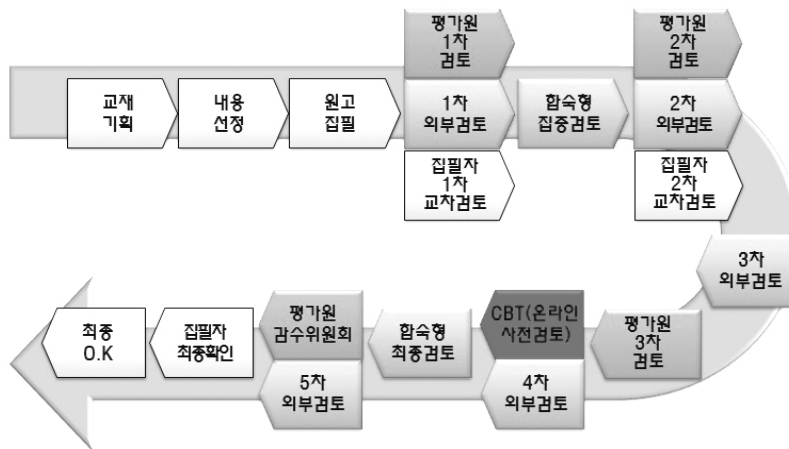 평가원
1차
검토
평가원
2차
검토
교재
기획
내용
선정
원고
집필
1차
외부검토
합숙형
집중검토
2차
외부검토
집필자
1차
교차검토
집필자
2차
교차검토
3차
외부검토
평가원
3차
검토
CBT(온라인
사전검토)
4차
외부검토
합숙형
최종검토
평가원
감수위원회
5차
외부검토
집필자
최종확인
최종
O.K